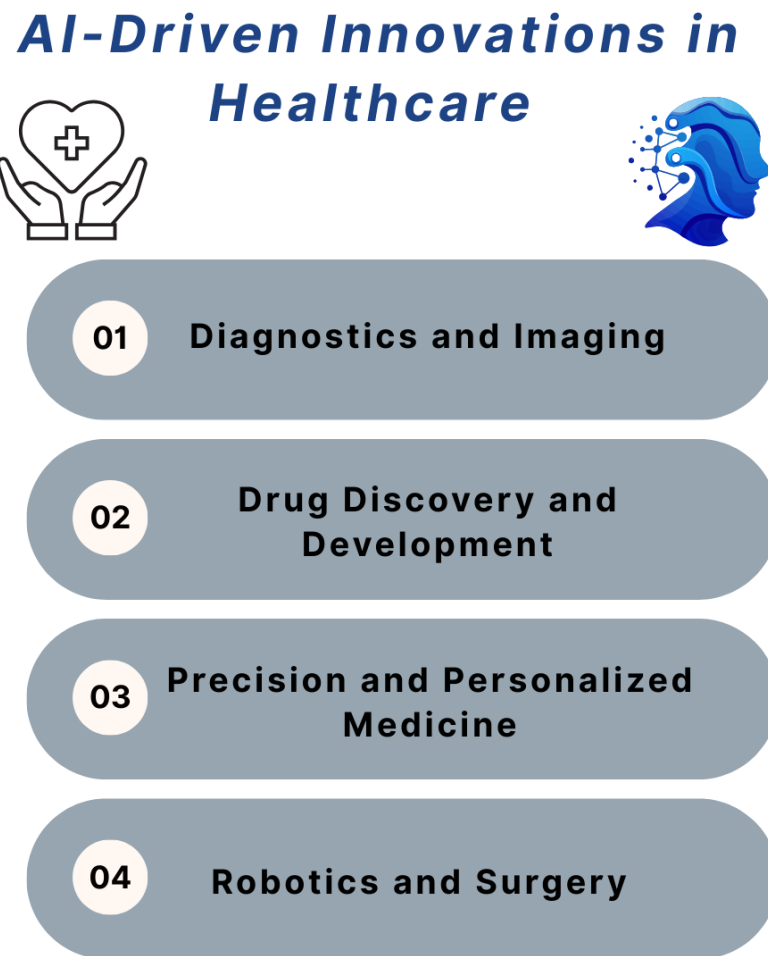 AI-Driven Innovations in
Healthcare
01
Diagnostics and Imaging
02
Drug Discovery and
Development
03
Precision and Personalized
Medicine
04
Robotics and Surgery